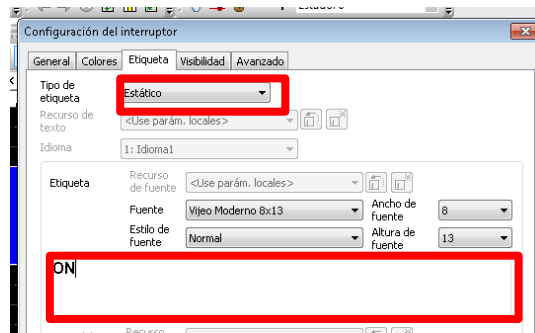 Configuración del interruptor
General Colores Etiqueta Visibilidad Avanzado
Tipo de etiqueta Estático
Recurso de texto <Use parám. locales>
Idioma 1: Idioma1
Etiqueta Recurso de fuente <Use parám. locales>
Fuente Vijeo Moderno 8x13 Ancho de fuente 8
Estilo de fuente Normal Altura de fuente 13
ON
Recurso